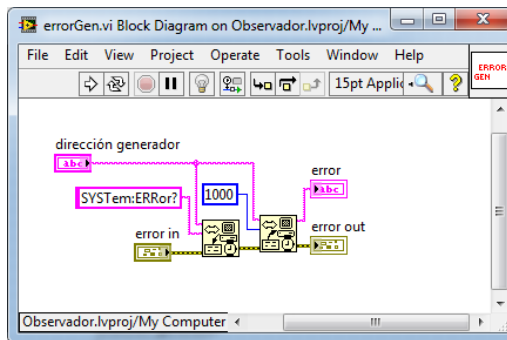 errorGen.vi Block Diagram on Observador.lvproj/My ...
File Edit View Project Operate Tools Window Help
15pt Applic
ERROR
GEN
dirección generador
abc
SYSTem:ERRor?
1000
error
abc
error in
error out
Observador.lvproj/My Computer